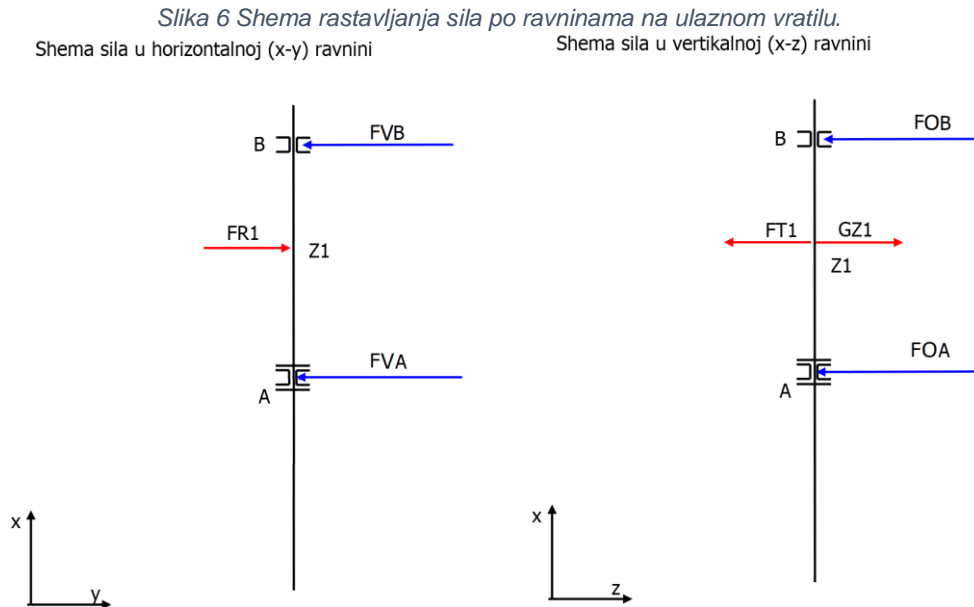 Slika 6 Shema rastavljanja sila po ravninama na ulaznom vratilu.
Shema sila u horizontalnoj (x-y) ravnini
B
FVB
FR1
Z1
FVA
A
x
y
Shema sila u vertikalnoj (x-z) ravnini
B
FOB
FT1
GZ1
Z1
FOA
A
x
z